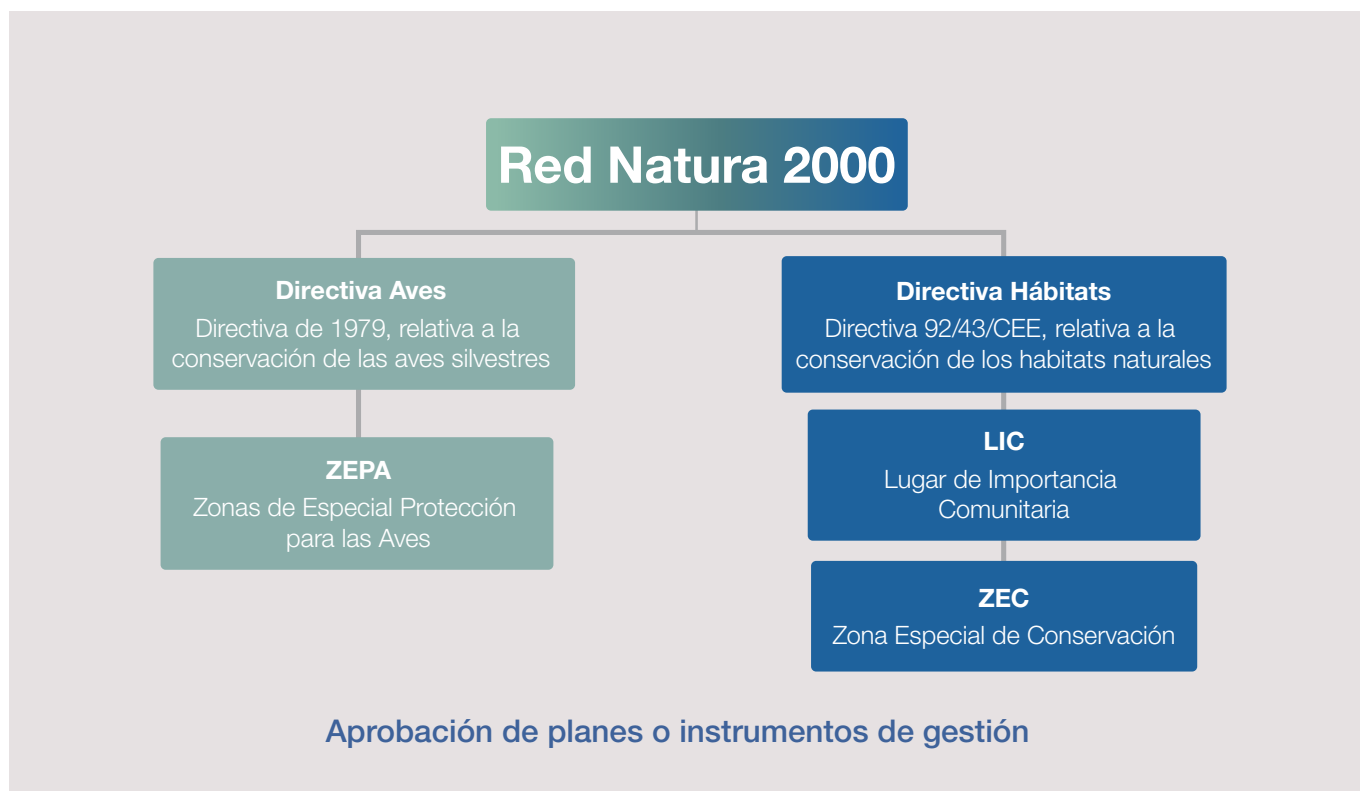 Red Natura 2000
Directiva Aves
Directiva de 1979, relativa a la
conservación de las aves silvestres
ZEPA
Zonas de Especial Protección
para las Aves
Directiva Hábitats
Directiva 92/43/CEE, relativa a la
conservación de los habitats naturales
LIC
Lugar de Importancia
Comunitaria
ZEC
Zona Especial de Conservación
Aprobación de planes o instrumentos de gestión